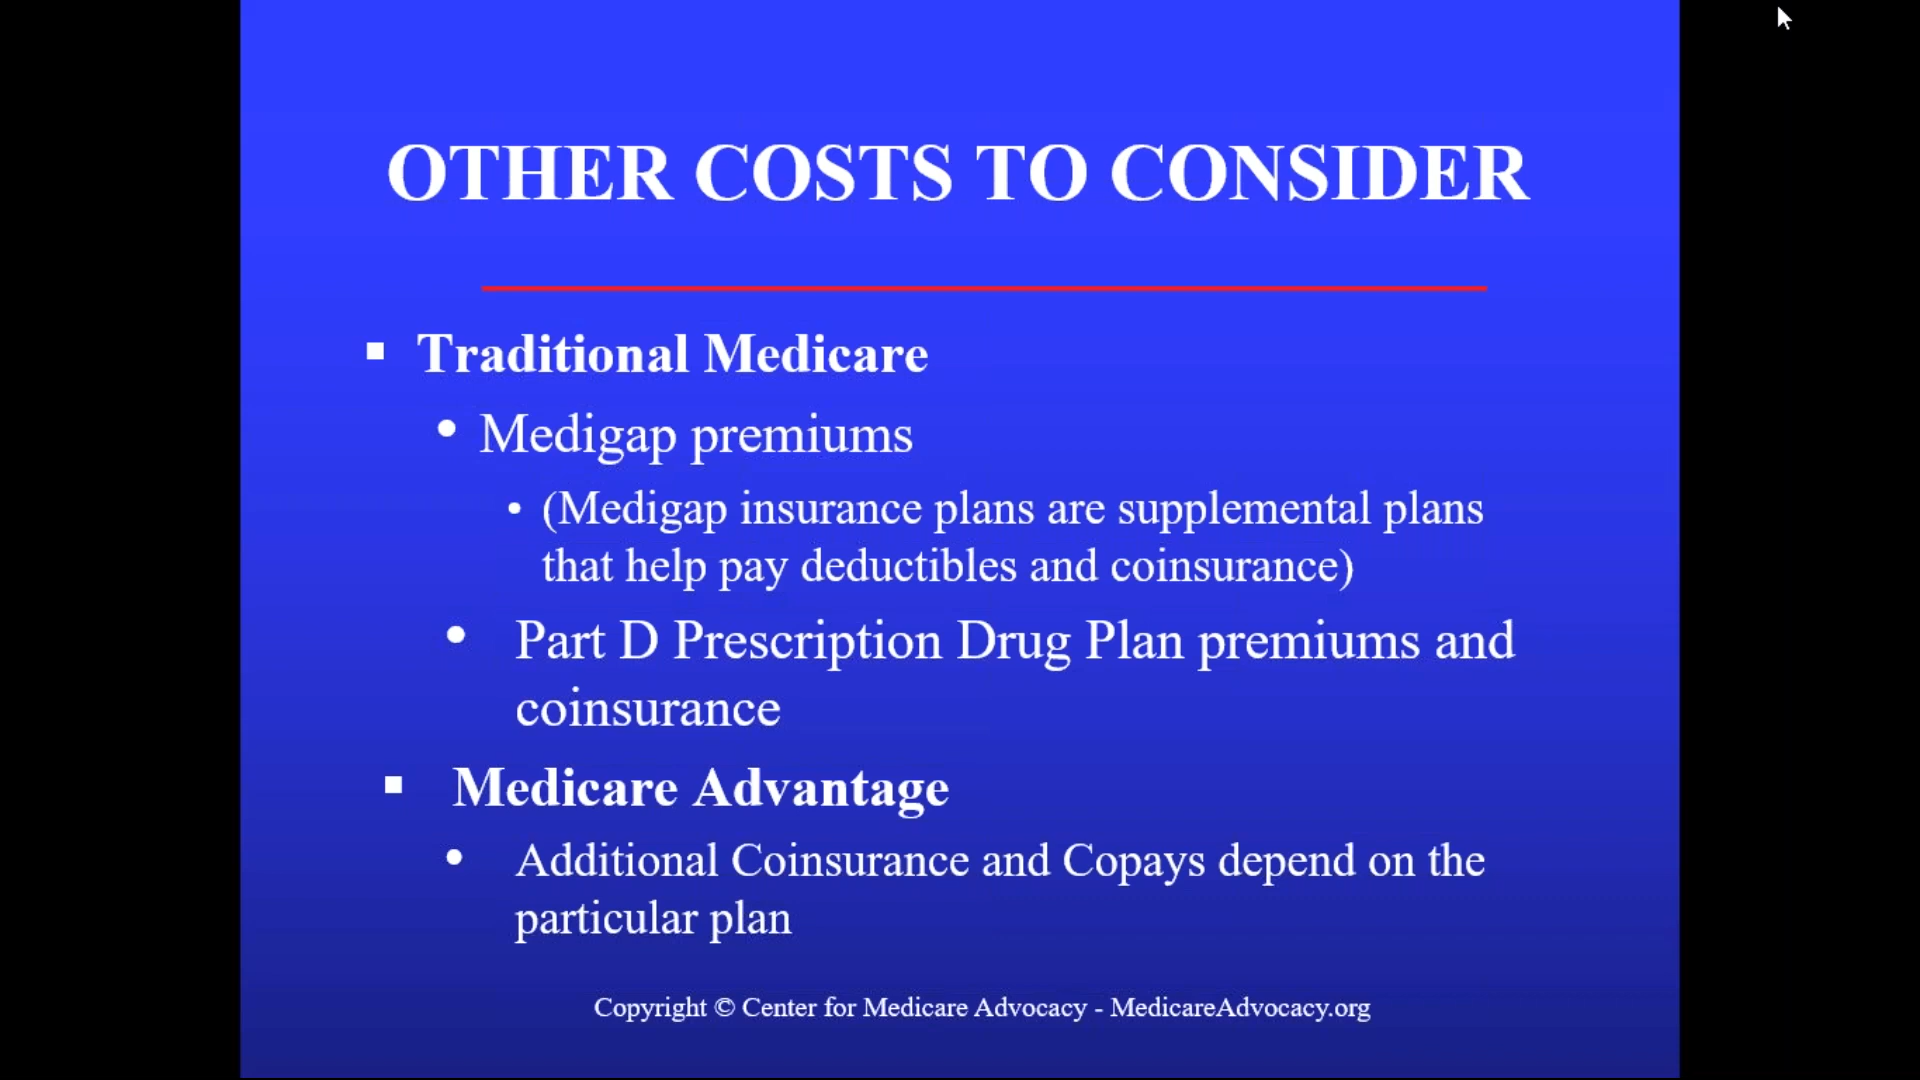 OTHER COSTS TO CONSIDER
▪ Traditional Medicare
• Medigap premiums
• (Medigap insurance plans are supplemental plans
that help pay deductibles and coinsurance)
• Part D Prescription Drug Plan premiums and
coinsurance
▪ Medicare Advantage
• Additional Coinsurance and Copays depend on the
particular plan
Copyright © Center for Medicare Advocacy - MedicareAdvocacy.org